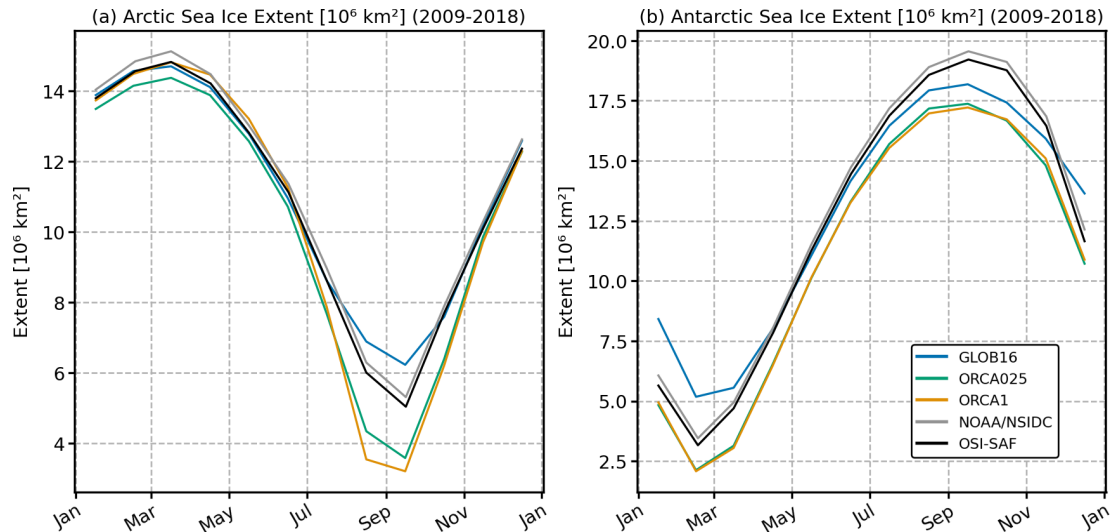 (a) Arctic Sea Ice Extent [10⁶ km²] (2009-2018)
Extent [10⁶ km²]
14
12
10
8
6
4
Jan
Mar
May
Jul
Sep
Nov
Jan
(b) Antarctic Sea Ice Extent [10⁶ km²] (2009-2018)
Extent [10⁶ km²]
20.0
17.5
15.0
12.5
10.0
7.5
5.0
2.5
GLOB16
ORCA025
ORCA1
NOAA/NSIDC
OSI-SAF
Jan
Mar
May
Jul
Sep
Nov
Jan